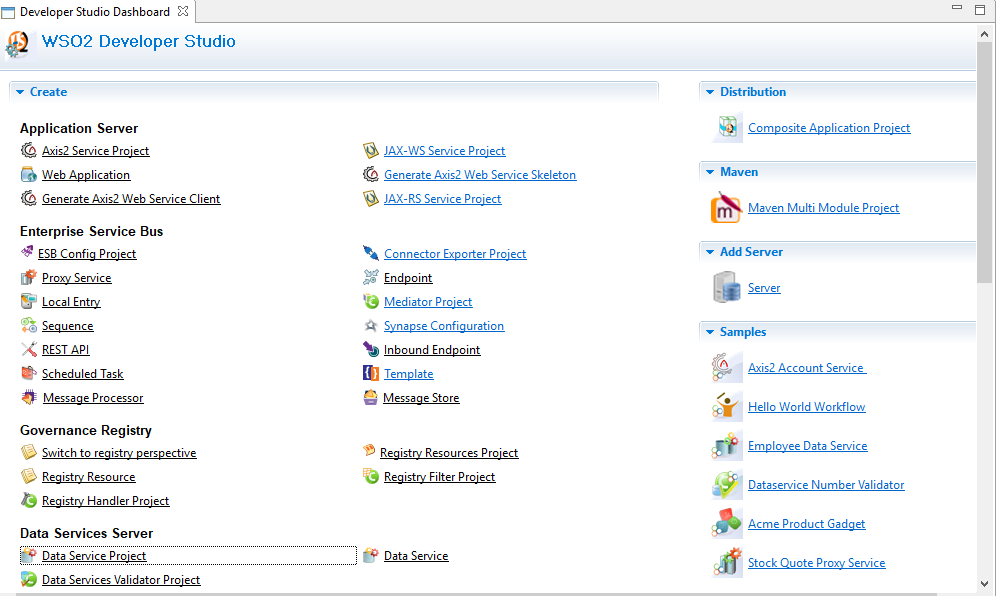 Developer Studio Dashboard
WSO2 Developer Studio
Create
Application Server
Axis2 Service Project
JAX-WS Service Project
Web Application
Generate Axis2 Web Service Skeleton
Generate Axis2 Web Service Client
JAX-RS Service Project
Enterprise Service Bus
ESB Config Project
Connector Exporter Project
Proxy Service
Endpoint
Local Entry
Mediator Project
Sequence
Synapse Configuration
REST API
Inbound Endpoint
Scheduled Task
Template
Message Processor
Message Store
Governance Registry
Switch to registry perspective
Registry Resources Project
Registry Resource
Registry Filter Project
Registry Handler Project
Data Services Server
Data Service Project
Data Service
Data Services Validator Project
Distribution
Composite Application Project
Maven
m
Maven Multi Module Project
Add Server
Server
Samples
Axis2 Account Service
Hello World Workflow
Employee Data Service
Dataservice Number Validator
Acme Product Gadget
Stock Quote Proxy Service